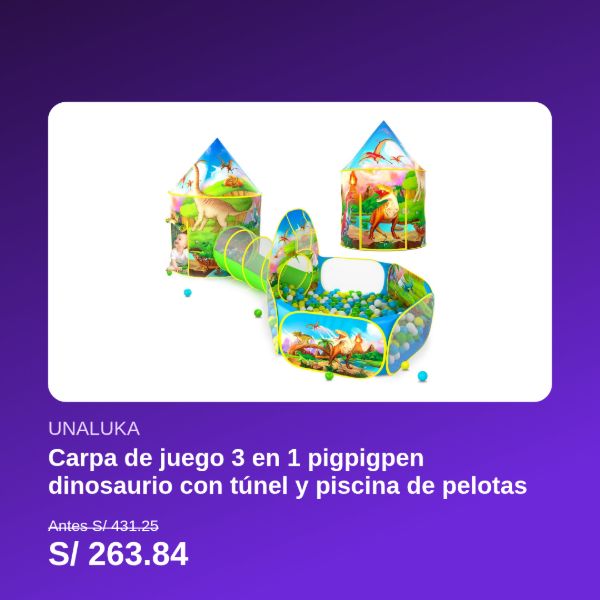 UNALUKA
Carpa de juego 3 en 1 pigpigpen
dinosaurio con túnel y piscina de pelotas
Antes S/ 431.25
S/ 263.84